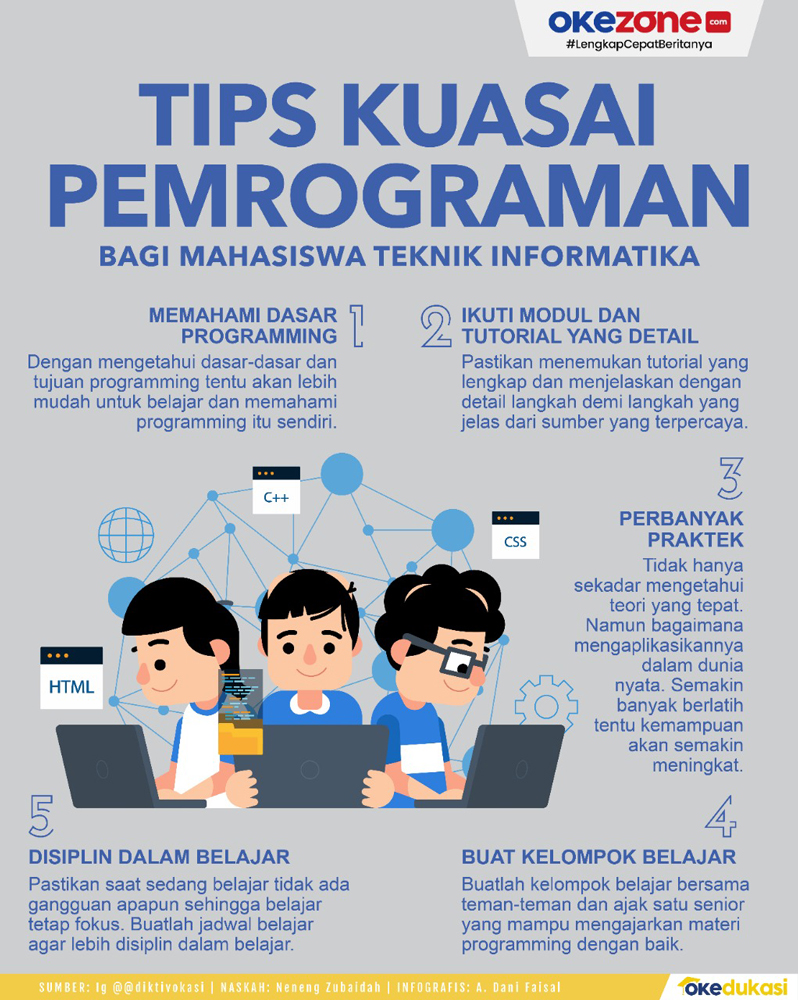 okezone.com
#LengkapCepatBeritanya
TIPS KUASAI
PEMROGRAMAN
BAGI MAHASISWA TEKNIK INFORMATIKA
1
MEMAHAMI DASAR
PROGRAMMING
Dengan mengetahui dasar-dasar dan
tujuan programming tentu akan lebih
mudah untuk belajar dan memahami
programming itu sendiri.
2
IKUTI MODUL DAN
TUTORIAL YANG DETAIL
Pastikan menemukan tutorial yang
lengkap dan menjelaskan dengan
detail langkah demi langkah yang
jelas dari sumber yang terpercaya.
C++
CSS
HTML
3
PERBANYAK
PRAKTEK
Tidak hanya
sekadar mengetahui
teori yang tepat.
Namun bagaimana
mengaplikasikannya
dalam dunia
nyata. Semakin
banyak berlatih
tentu kemampuan
akan semakin
meningkat.
4
BUAT KELOMPOK BELAJAR
Buatlah kelompok belajar bersama
teman-teman dan ajak satu senior
yang mampu mengajarkan materi
programming dengan baik.
5
DISIPLIN DALAM BELAJAR
Pastikan saat sedang belajar tidak ada
gangguan apapun sehingga belajar
tetap fokus. Buatlah jadwal belajar
agar lebih disiplin dalam belajar.
SUMBER: Ig @@diktivokasi | NASKAH: Neneng Zubaidah | INFOGRAFIS: A. Dani Faisal
okedukasi